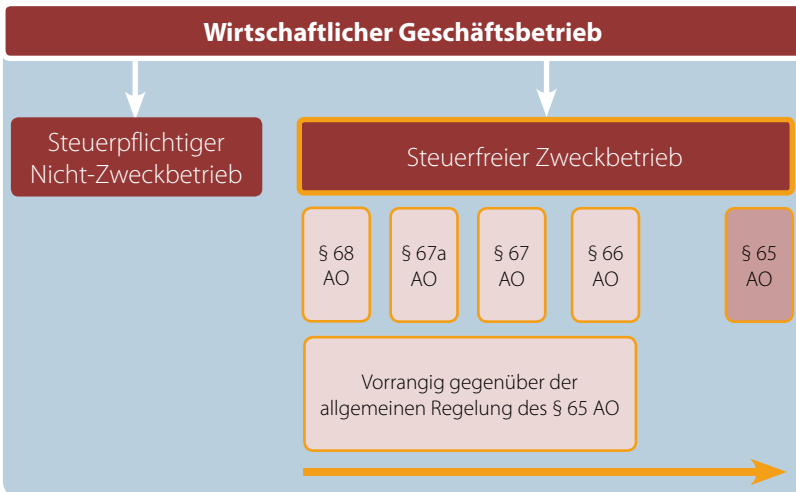 Wirtschaftlicher Geschäftsbetrieb
Steuerpflichtiger
Nicht-Zweckbetrieb
Steuerfreier Zweckbetrieb
§ 68
AO
§ 67a
AO
§ 67
AO
§ 66
AO
§ 65
AO
Vorrangig gegenüber der
allgemeinen Regelung des § 65 AO